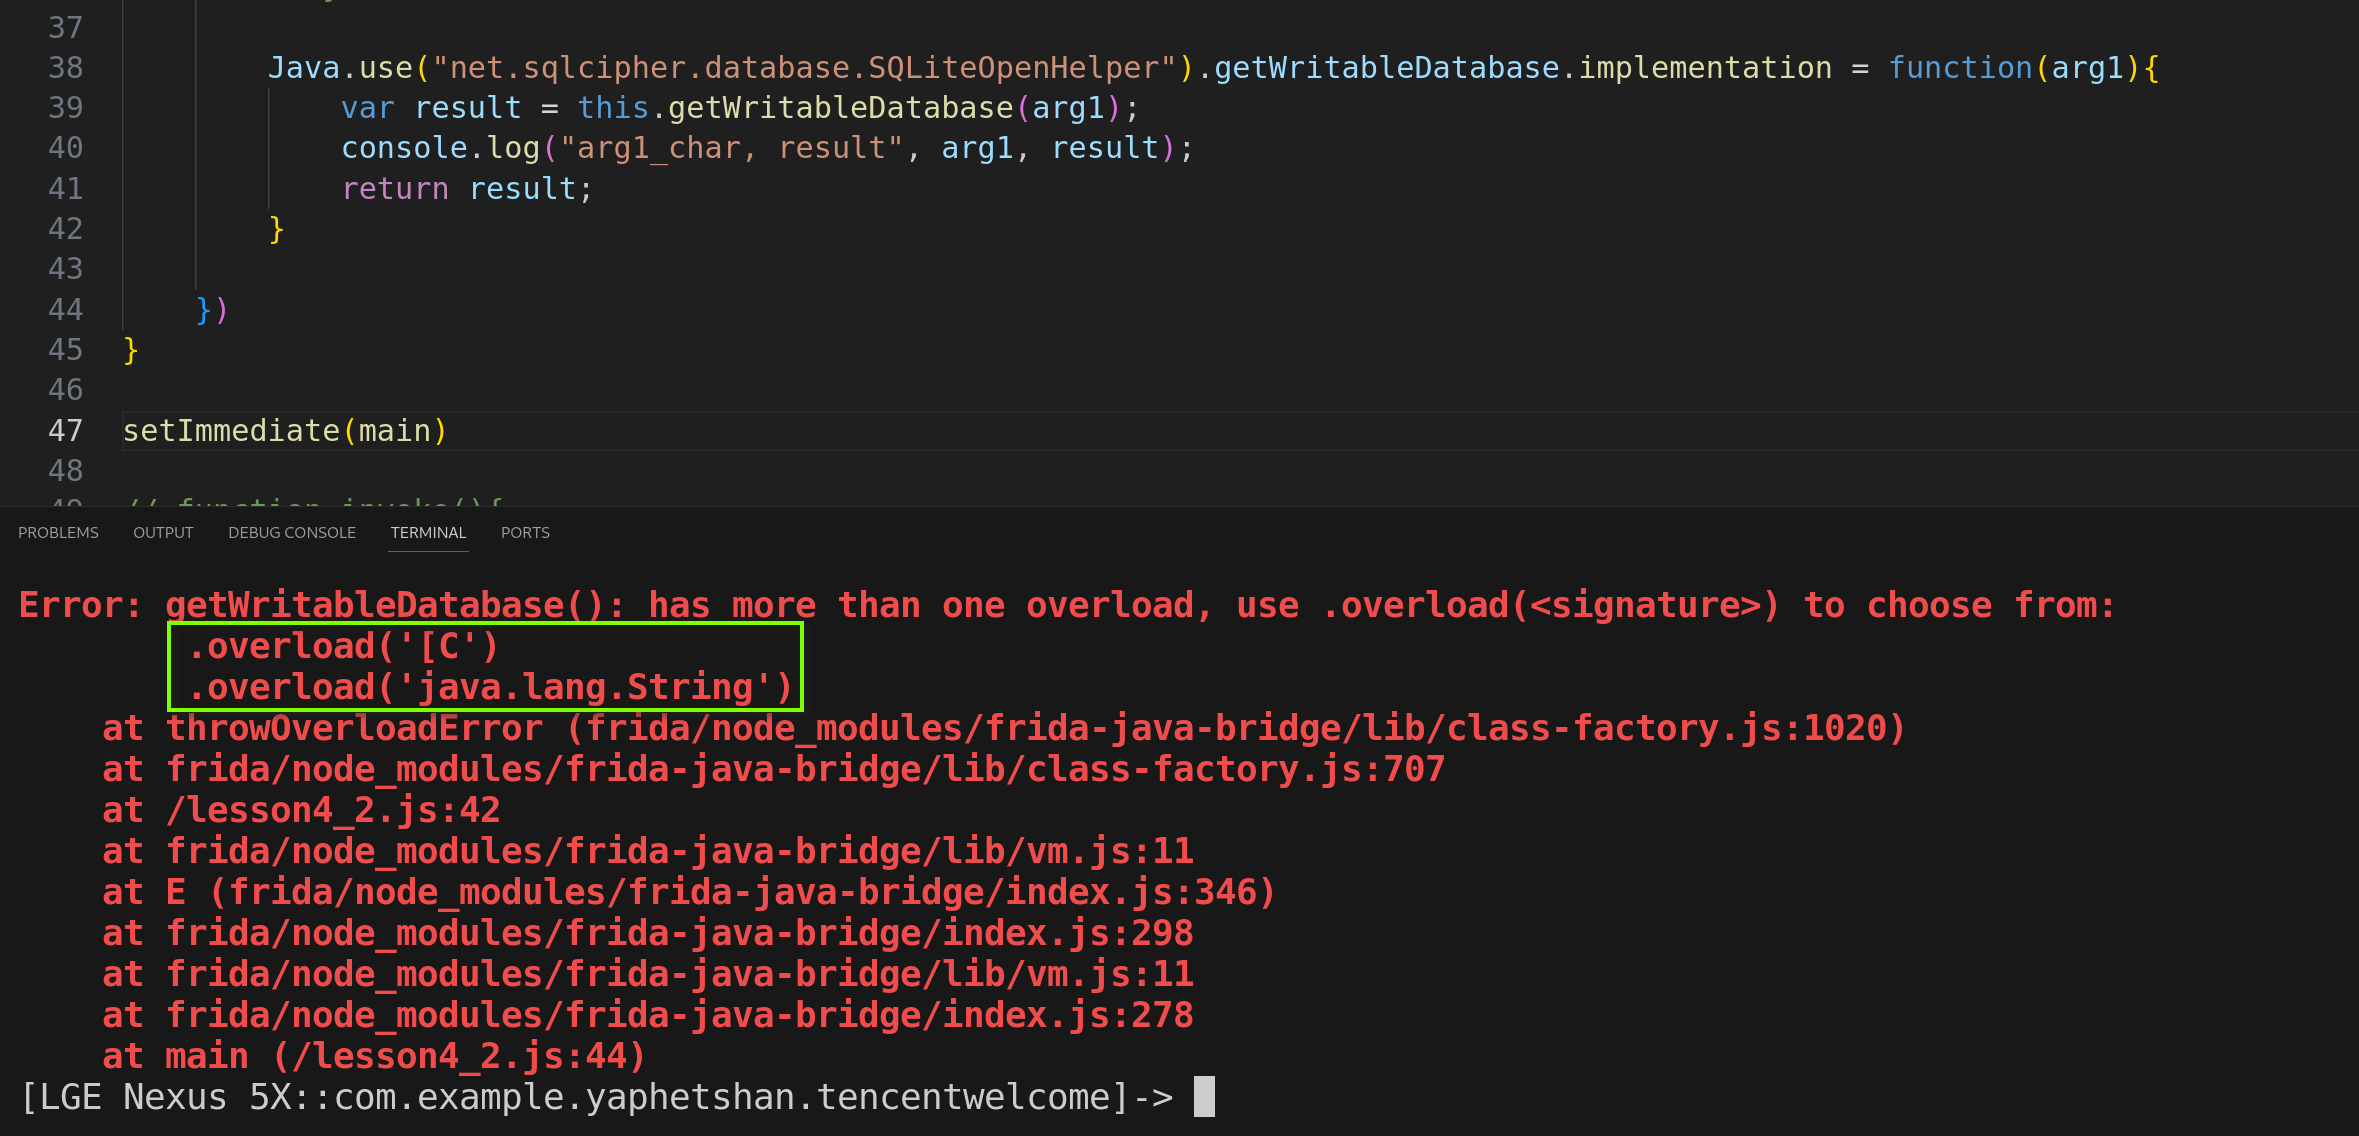 37
38 Java.use("net.sqlcipher.database.SQLiteOpenHelper").getWritableDatabase.implementation = function(arg1){
39 var result = this.getWritableDatabase(arg1);
40 console.log("arg1_char, result", arg1, result);
41 return result;
42 }
43
44 })
45 }
46
47 setImmediate(main)
48
49 // function invoke(){
PROBLEMS OUTPUT DEBUG CONSOLE TERMINAL PORTS
Error: getWritableDatabase(): has more than one overload, use .overload(<signature>) to choose from:
.overload('[C')
.overload('java.lang.String')
at throwOverloadError (frida/node_modules/frida-java-bridge/lib/class-factory.js:1020)
at frida/node_modules/frida-java-bridge/lib/class-factory.js:707
at /lesson4_2.js:42
at frida/node_modules/frida-java-bridge/lib/vm.js:11
at E (frida/node_modules/frida-java-bridge/index.js:346)
at frida/node_modules/frida-java-bridge/index.js:298
at frida/node_modules/frida-java-bridge/lib/vm.js:11
at frida/node_modules/frida-java-bridge/index.js:278
at main (/lesson4_2.js:44)
[LGE Nexus 5X::com.example.yaphetshan.tencentwelcome]->